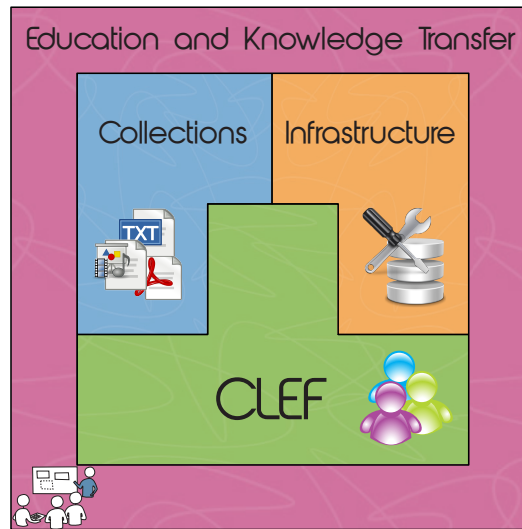 Education and Knowledge Transfer
Collections
Infrastructure
TXT
CLEF